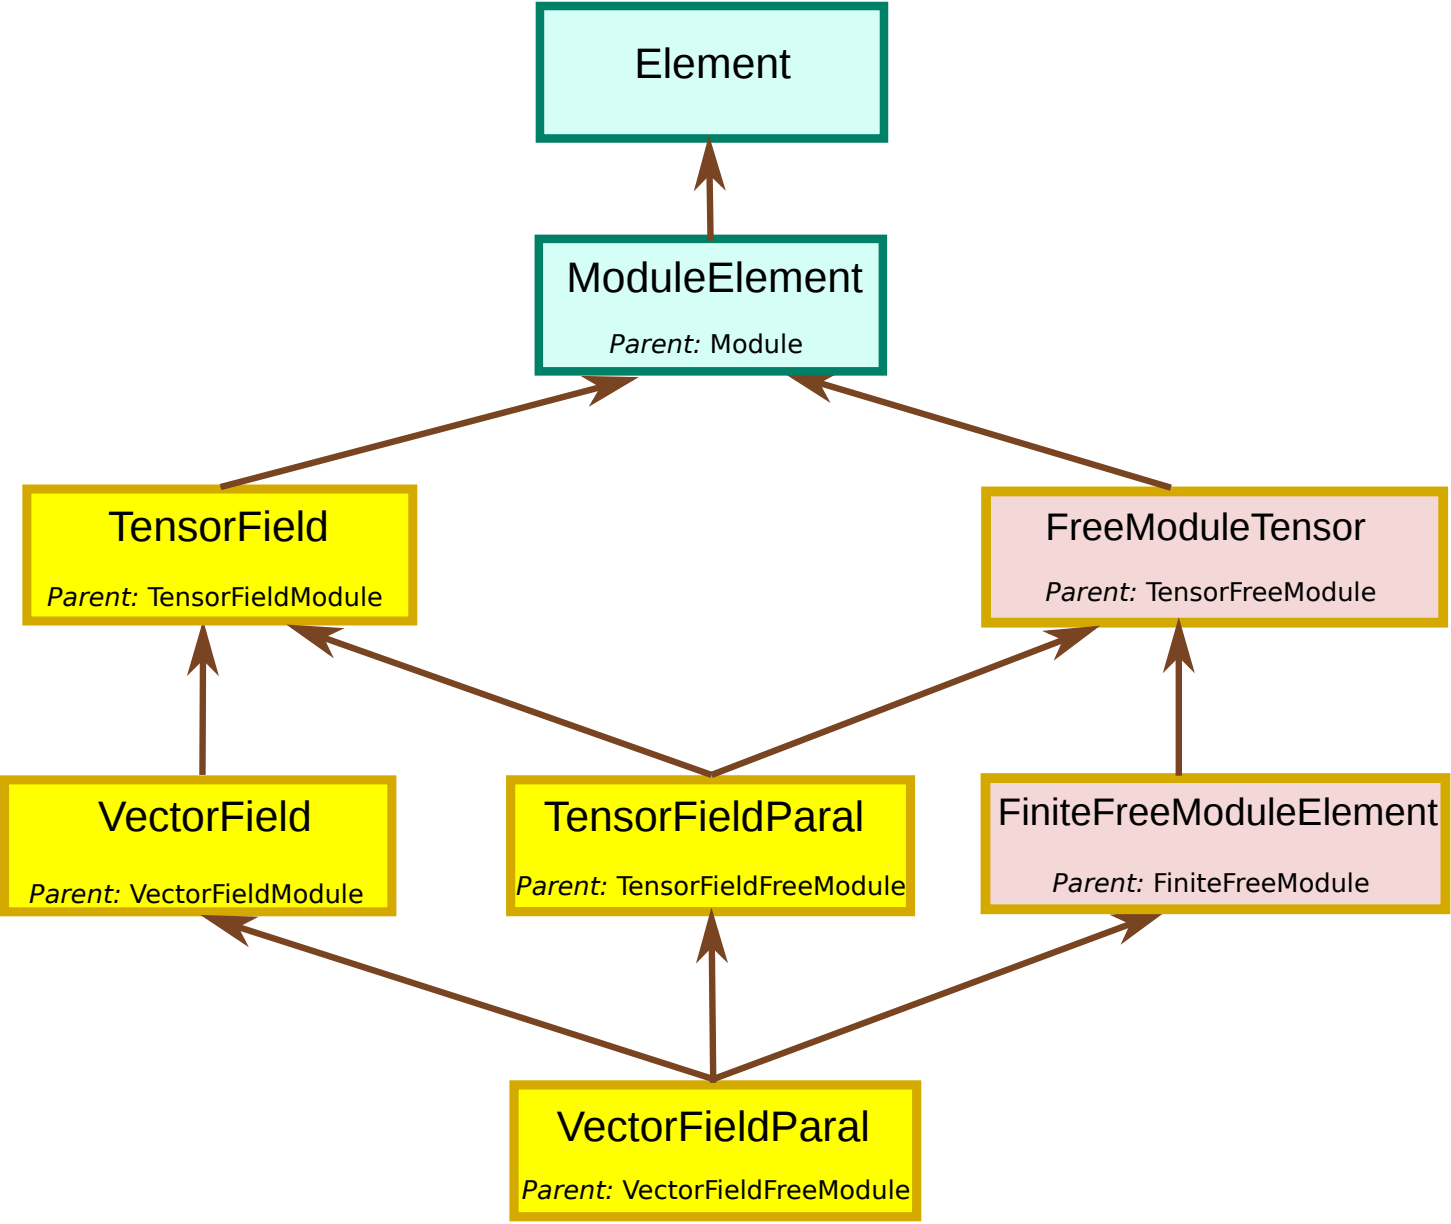 Element
ModuleElement
Parent: Module
TensorField
Parent: TensorFieldModule
FreeModuleTensor
Parent: TensorFreeModule
VectorField
Parent: VectorFieldModule
TensorFieldParal
Parent: TensorFieldFreeModule
FiniteFreeModuleElement
Parent: FiniteFreeModule
VectorFieldParal
Parent: VectorFieldFreeModule